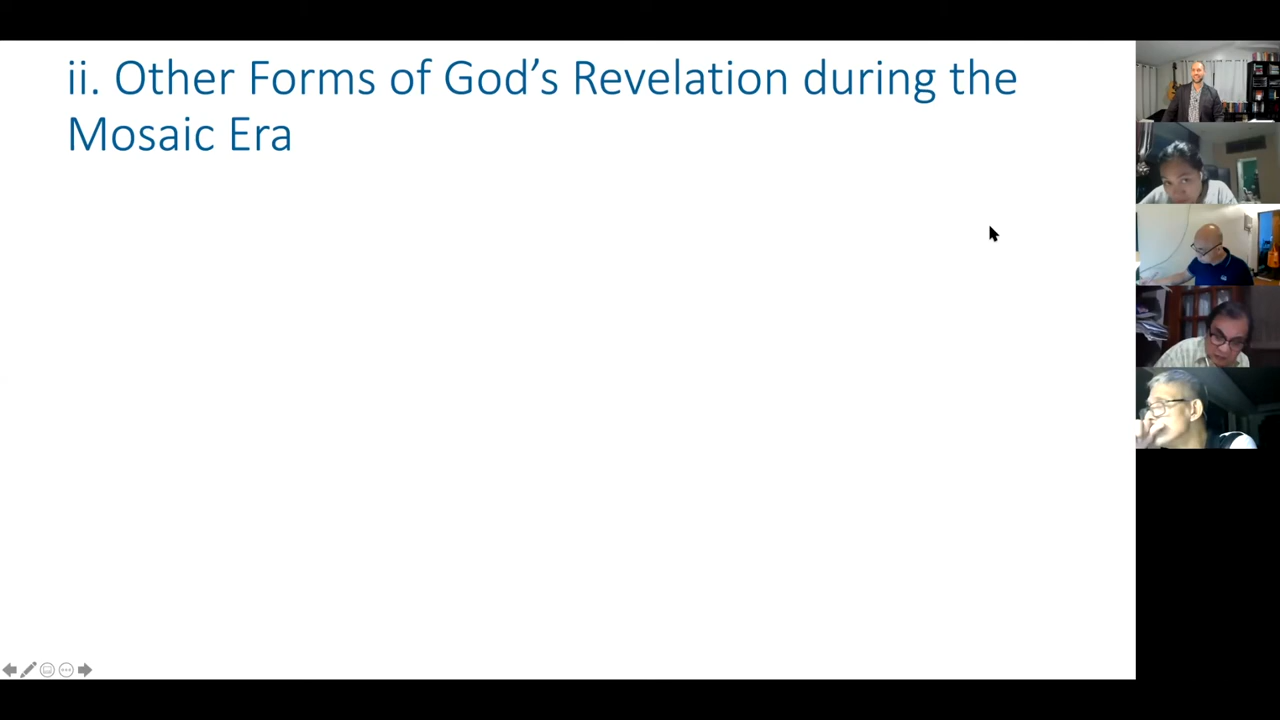 ii. Other Forms of God’s Revelation during the
Mosaic Era